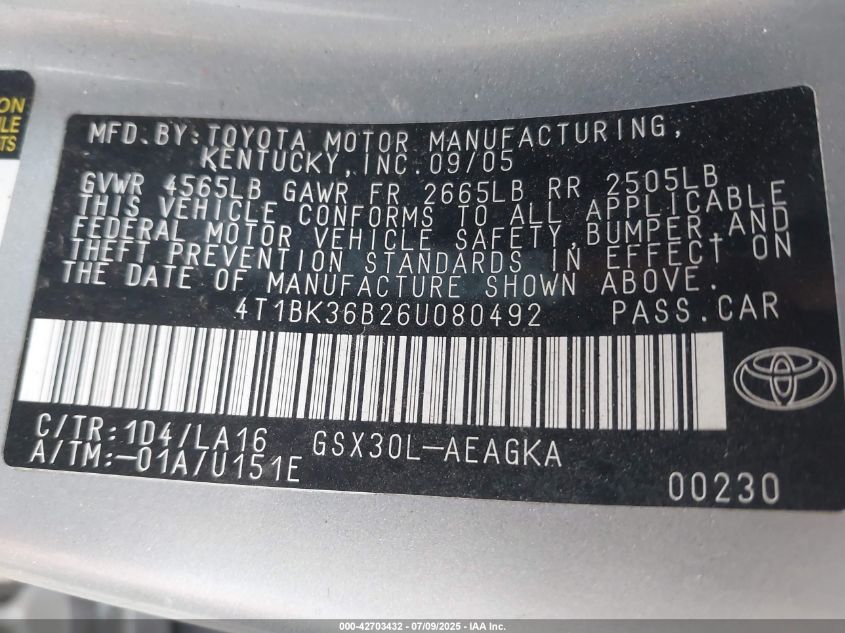 ON
LE
TS
MFD.BY:TOYOTA MOTOR MANUFACTURING,
KENTUCKY,INC.09/05
GVWR 4565LB GAWR FR 2665LB RR 2505LB
THIS VEHICLE CONFORMS TO ALL APPLICABLE
FEDERAL MOTOR VEHICLE SAFETY,BUMPER,AND
THEFT PREVENTION STANDARDS IN EFFECT ON
THE DATE OF MANUFACTURE SHOWN ABOVE.
4T1BK36B26U080492 PASS.CAR
C/TR:1D4/LA16 GSX30L-AEAGKA
A/TM:-01A/U151E
00230
000-42703432 - 07/09/2025 - IAA Inc.